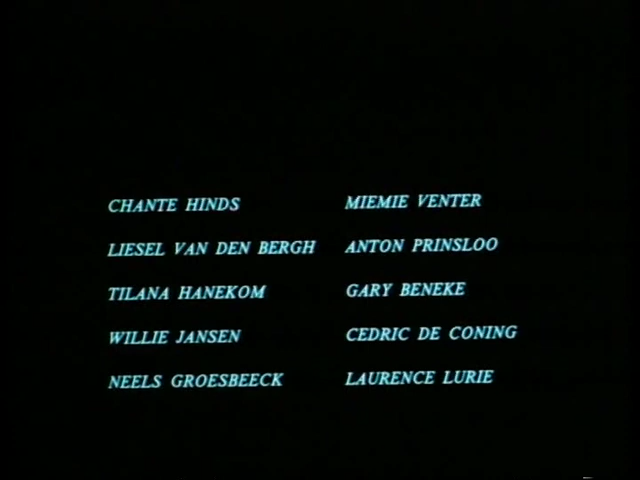 CHANTE HINDS MIEMIE VENTER
LIESEL VAN DEN BERGH ANTON PRINSLOO
TILANA HANEKOM GARY BENEKE
WILLIE JANSEN CEDRIC DE CONING
NEELS GROESBEECK LAURENCE LURIE